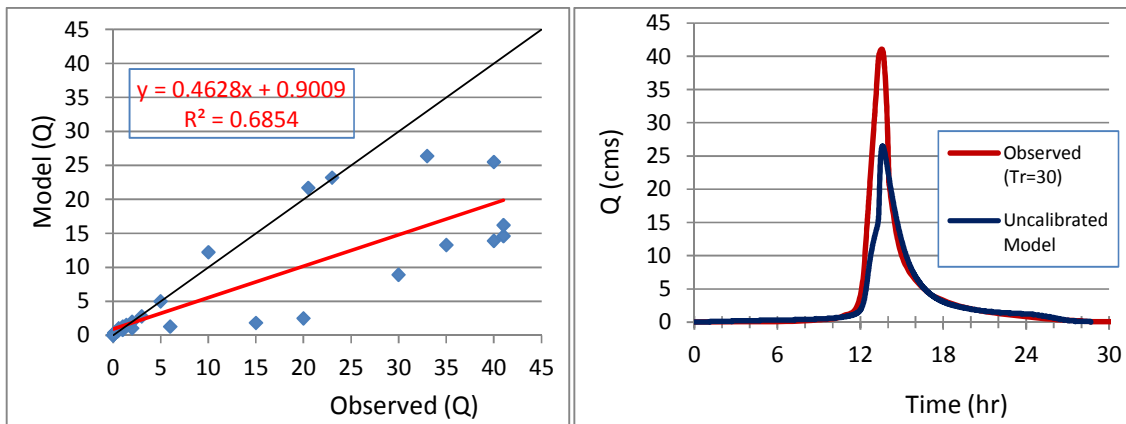 45
40
35
30
25
20
15
10
5
0
Model (Q)
y = 0.4628x + 0.9009
R² = 0.6854
0 5 10 15 20 25 30 35 40 45
Observed (Q)
45
40
35
30
25
20
15
10
5
0
Q (cms)
Observed
(Tr=30)
Uncalibrated
Model
0 6 12 18 24 30
Time (hr)